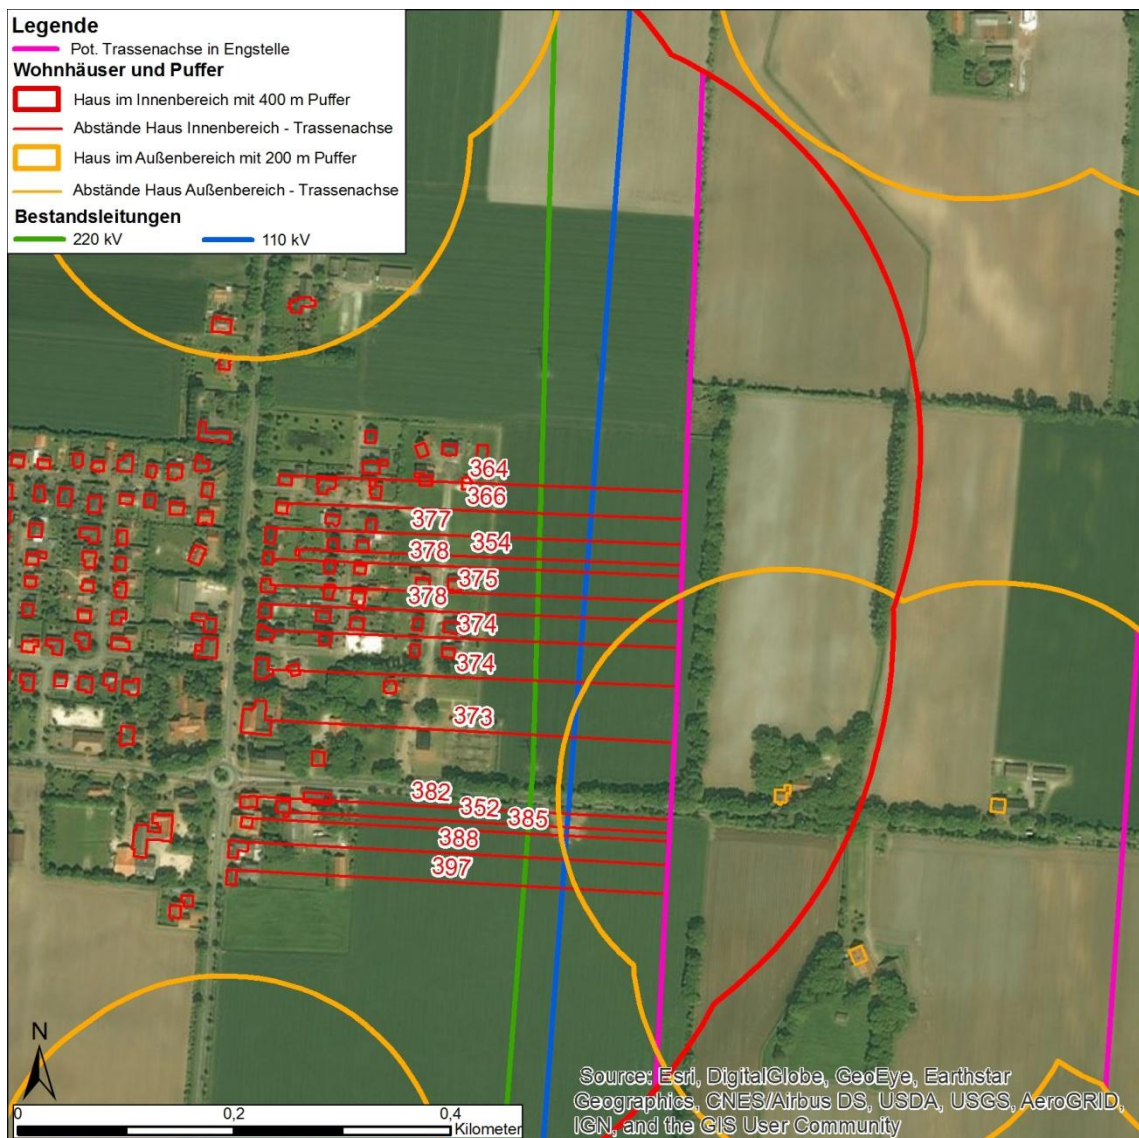 Legende
Pot. Trassenachse in Engstelle
Wohnhäuser und Puffer
Haus im Innenbereich mit 400 m Puffer
Abstände Haus Innenbereich - Trassenachse
Haus im Außenbereich mit 200 m Puffer
Abstände Haus Außenbereich - Trassenachse
Bestandsleitungen
220 kV 110 kV
364
366
377
354
378
375
378
374
374
373
382
352
385
388
397
N
0 0,2 0,4
Kilometer
Source: Esri, DigitalGlobe, GeoEye, Earthstar
Geographics, CNES/Airbus DS, USDA, USGS, AeroGRID,
IGN, and the GIS User Community